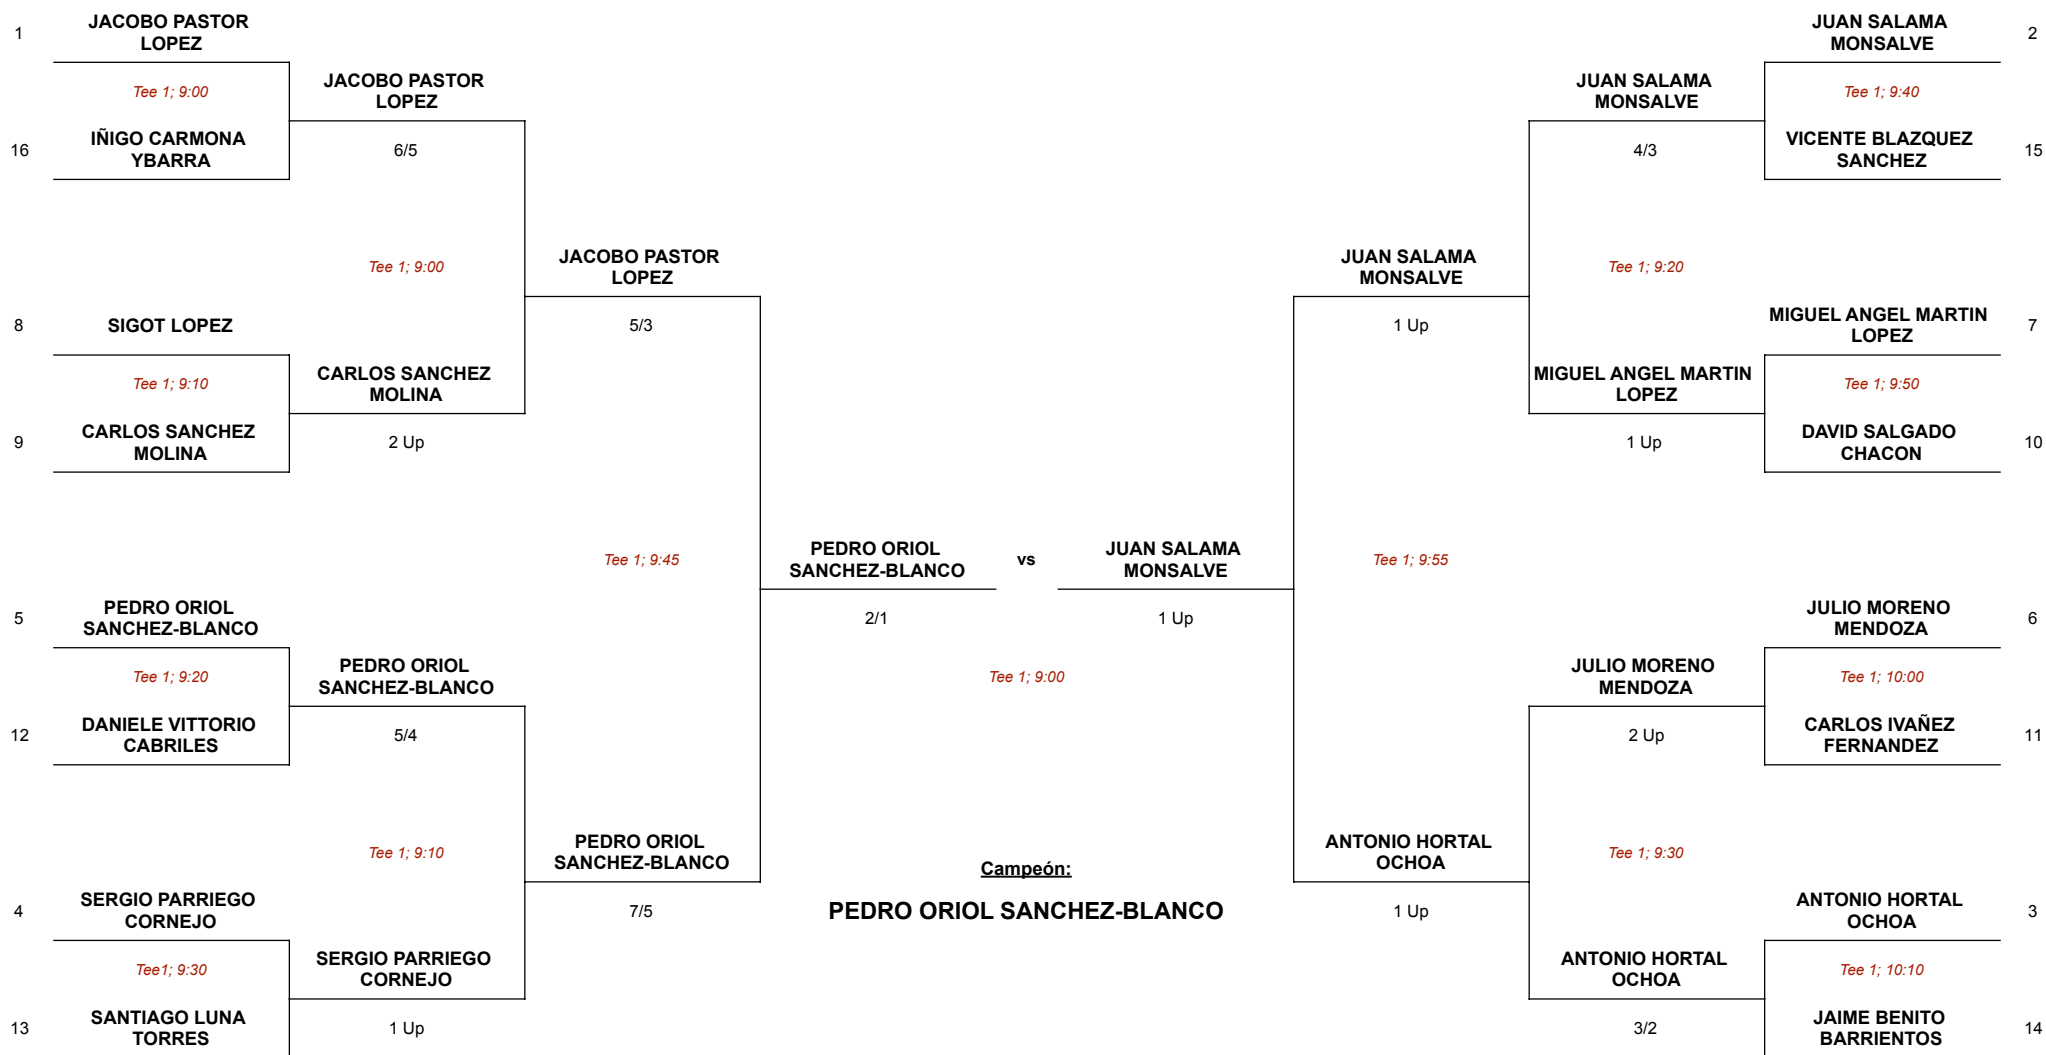 1
JACOBO PASTOR
LOPEZ
Tee 1; 9:00
16
IÑIGO CARMONA
YBARRA
JACOBO PASTOR
LOPEZ
6/5
Tee 1; 9:00
8
SIGOT LOPEZ
Tee 1; 9:10
9
CARLOS SANCHEZ
MOLINA
CARLOS SANCHEZ
MOLINA
2 Up
JACOBO PASTOR
LOPEZ
5/3
Tee 1; 9:45
5
PEDRO ORIOL
SANCHEZ-BLANCO
Tee 1; 9:20
12
DANIELE VITTORIO
CABRILES
PEDRO ORIOL
SANCHEZ-BLANCO
5/4
Tee 1; 9:10
4
SERGIO PARRIEGO
CORNEJO
Tee1; 9:30
13
SANTIAGO LUNA
TORRES
SERGIO PARRIEGO
CORNEJO
1 Up
PEDRO ORIOL
SANCHEZ-BLANCO
7/5
PEDRO ORIOL
SANCHEZ-BLANCO
2/1
vs
JUAN SALAMA
MONSALVE
1 Up
Tee 1; 9:00
Campeón:
PEDRO ORIOL SANCHEZ-BLANCO
JUAN SALAMA
MONSALVE
1 Up
Tee 1; 9:55
ANTONIO HORTAL
OCHOA
1 Up
JUAN SALAMA
MONSALVE
4/3
Tee 1; 9:20
MIGUEL ANGEL MARTIN
LOPEZ
1 Up
JULIO MORENO
MENDOZA
2 Up
Tee 1; 9:30
ANTONIO HORTAL
OCHOA
3/2
JUAN SALAMA
MONSALVE
2
Tee 1; 9:40
VICENTE BLAZQUEZ
SANCHEZ
15
MIGUEL ANGEL MARTIN
LOPEZ
7
Tee 1; 9:50
DAVID SALGADO
CHACON
10
JULIO MORENO
MENDOZA
6
Tee 1; 10:00
CARLOS IVAÑEZ
FERNANDEZ
11
ANTONIO HORTAL
OCHOA
3
Tee 1; 10:10
JAIME BENITO
BARRIENTOS
14